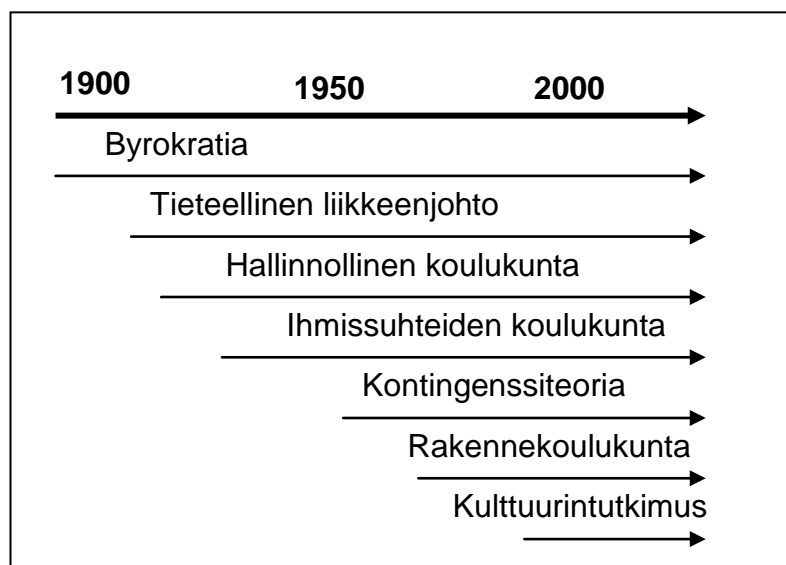 1900 1950 2000
Byrokratia
Tieteellinen liikkeenjohto
Hallinnollinen koulukunta
Ihmissuhteiden koulukunta
Kontingenssiteoria
Rakennekoulukunta
Kulttuurintutkimus